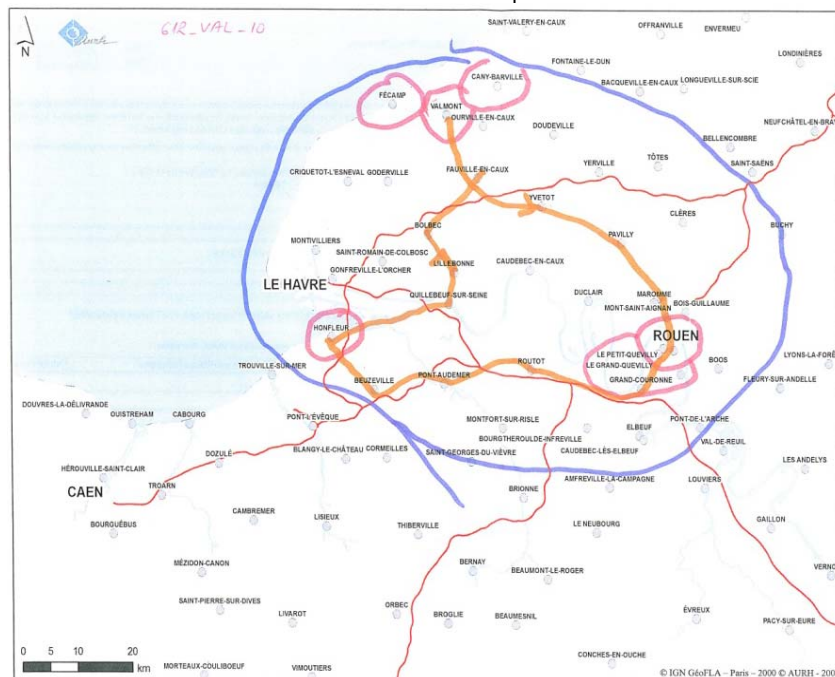 SAINT-VALERY-EN-CAUX
OFFRANVILLE
ENVERMEU
61R_VAL_10
Aurh
N
LONDINIÈRES
FONTAINE-LE-DUN
CANY-BARVILLE
BACQUEVILLE-EN-CAUX
LONGUEVILLE-SUR-SCIE
FÉCAMP
VALMONT
OURVILLE-EN-CAUX
DOUDEVILLE
NEUFCHÂTEL-EN-BRAY
BELLENCOMBRE
TÔTES
SAINT-SAËNS
YERVILLE
FAUVILLE-EN-CAUX
CRIQUETOT-L'ESNEVAL
GODERVILLE
YVETOT
CLÈRES
BUCHY
BOLBEC
PAVILLY
MONTIVILLIERS
SAINT-ROMAIN-DE-COLBOSC
LILLEBONNE
CAUDEBEC-EN-CAUX
GONFREVILLE-L'ORCHER
LE HAVRE
QUILLEBEUF-SUR-SEINE
DUCLAIR
MAROMME
BOIS-GUILLAUME
MONT-SAINT-AIGNAN
HONFLEUR
ROUEN
LE PETIT-QUEVILLY
LE GRAND-QUEVILLY
LYONS-LA-FORÊ
TROUVILLE-SUR-MER
BEUZEVILLE
PONT-AUDEMER
ROUTOT
GRAND-COURONNE
BOOS
FLEURY-SUR-ANDELLE
DOUVRES-LA-DÉLIVRANDE
OUISTREHAM
CABOURG
PONT-L'ÉVÊQUE
MONTFORT-SUR-RISLE
BOURGTHEROULDE-INFREVILLE
ELBEUF
PONT-DE-L'ARCHE
VAL-DE-REUIL
DOZULÉ
BLANGY-LE-CHÂTEAU
CORMEILLES
SAINT-GEORGES-DU-VIÈVRE
CAUDEBEC-LÈS-ELBEUF
HÉROUVILLE-SAINT-CLAIR
LES ANDELYS
CAEN
TROARN
BRIONNE
AMFREVILLE-LA-CAMPAGNE
LOUVIERS
BOURGUÉBUS
CAMBREMER
LISIEUX
THIBERVILLE
LE NEUBOURG
GAILLON
MÉZIDON-CANON
BERNAY
BEAUMONT-LE-ROGER
VERNO
SAINT-PIERRE-SUR-DIVES
LIVAROT
ORBEC
BROGLIE
BEAUMESNIL
ÉVREUX
PACY-SUR-EURE
0 5 10 20
km
MORTEAUX-COULIBOEUF
VIMOUTIERS
CONCHES-EN-OUCHE
© IGN GéoFLA – Paris – 2000 © AURH - 200